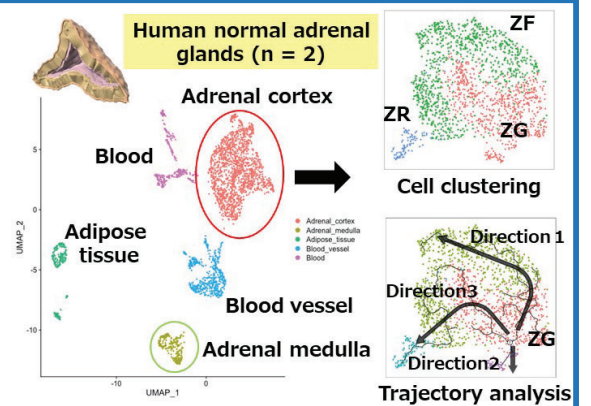 Human normal adrenal
glands (n = 2)
Adrenal cortex
Blood
Adipose
tissue
Blood vessel
Adrenal medulla
5
0
-5
-10
UMAP_2
-10
0
UMAP_1
Adrenal_cortex
Adrenal_medulla
Adipose_tissue
Blood_vessel
Blood
ZF
ZR
ZG
Cell clustering
Direction 1
Direction3
ZG
Direction2
Trajectory analysis